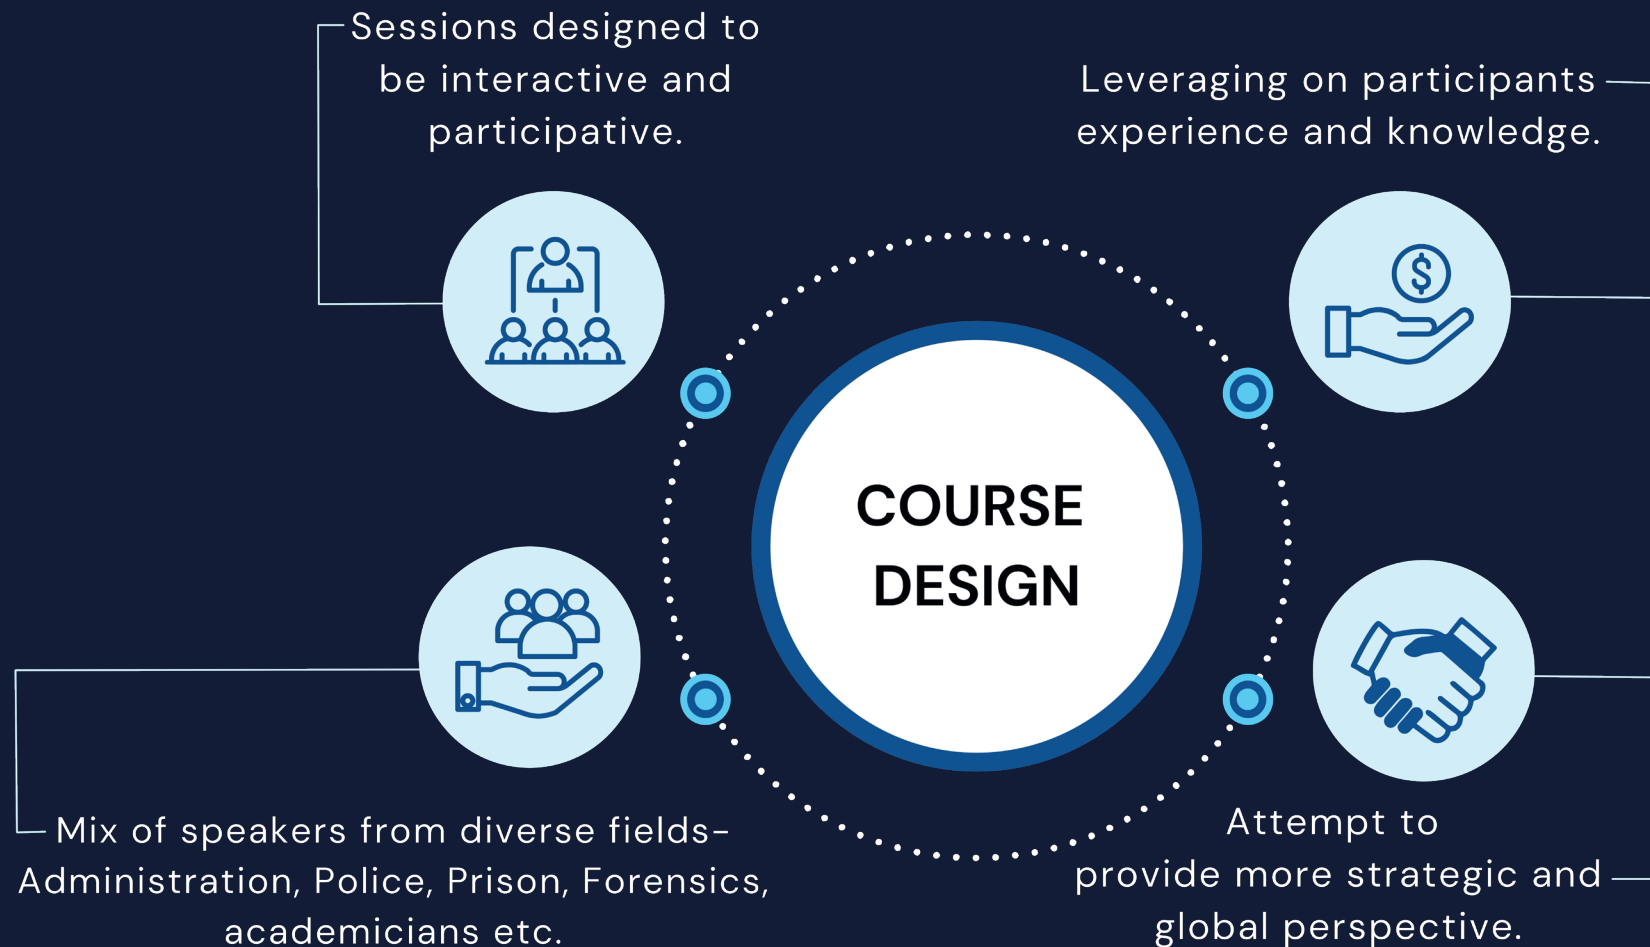 Sessions designed to
be interactive and
participative.
Leveraging on participants
experience and knowledge.
$
COURSE
DESIGN
Mix of speakers from diverse fields-
Administration, Police, Prison, Forensics,
academicians etc.
Attempt to
provide more strategic and
global perspective.